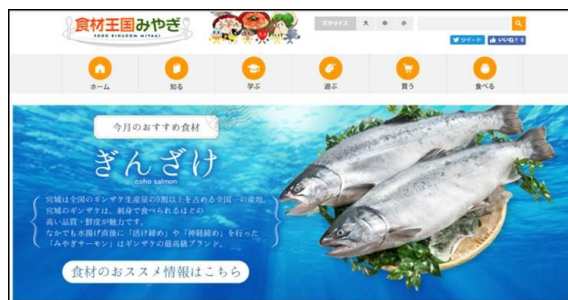 食材王国みやぎ
FOOD KINGDOM MIYAGI
文字サイズ 大 中 小
ツイート いいね！
ホーム 知る 学ぶ 遊ぶ 買う 食べる
今月のおすすめ食材
ぎんざけ
coho salmon
宮城は全国のギンザケ生産量の9割以上を占める全国一の産地。
宮城のギンザケは、刺身で食べられるほどの
高い品質・鮮度が魅力です。
なかでも水揚げ直後に「活け締め」や「神経締め」を行った
「みやぎサーモン」はギンザケの最高級ブランド。
食材のおススメ情報はこちら